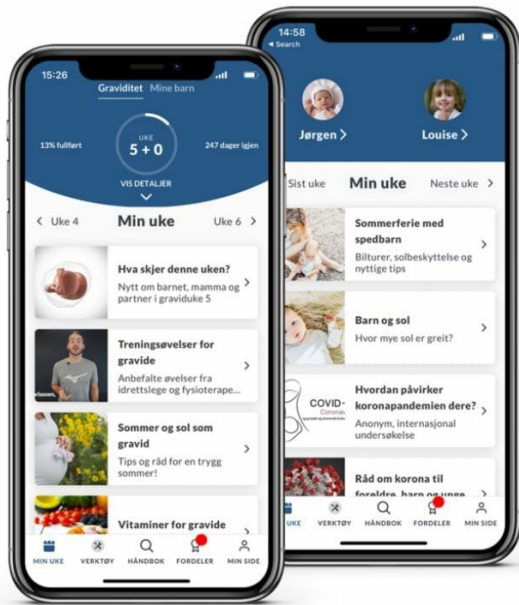 15:26
Graviditet Mine barn
UKE
5 + 0
13% fullført
247 dager igjen
VIS DETALJER
Uke 4
Min uke
Uke 6
Hva skjer denne uken?
Nytt om barnet, mamma og
partner i graviduke 5
Treningsøvelser for
gravide
Anbefalte øvelser fra
idrettslege og fysioterape...
Sommer og sol som
gravid
Tips og råd for en trygg
sommer!
Vitaminer for gravide
MIN UKE
VERKTØY
HÅNDBOK
FORDELER
MIN SIDE
14:58
Search
Jørgen
Louise
Sist uke
Min uke
Neste uke
Sommerferie med
spedbarn
Bilturer, solbeskyttelse og
nyttige tips
Barn og sol
Hvor mye sol er greit?
COVID-
Hvordan påvirker
koronapandemien dere?
Anonym, internasjonal
undersøkelse
Råd om korona til
foreldre, barn og unge
UKE
VERKTØY
HÅNDBOK
FORDELER
MIN SIDE